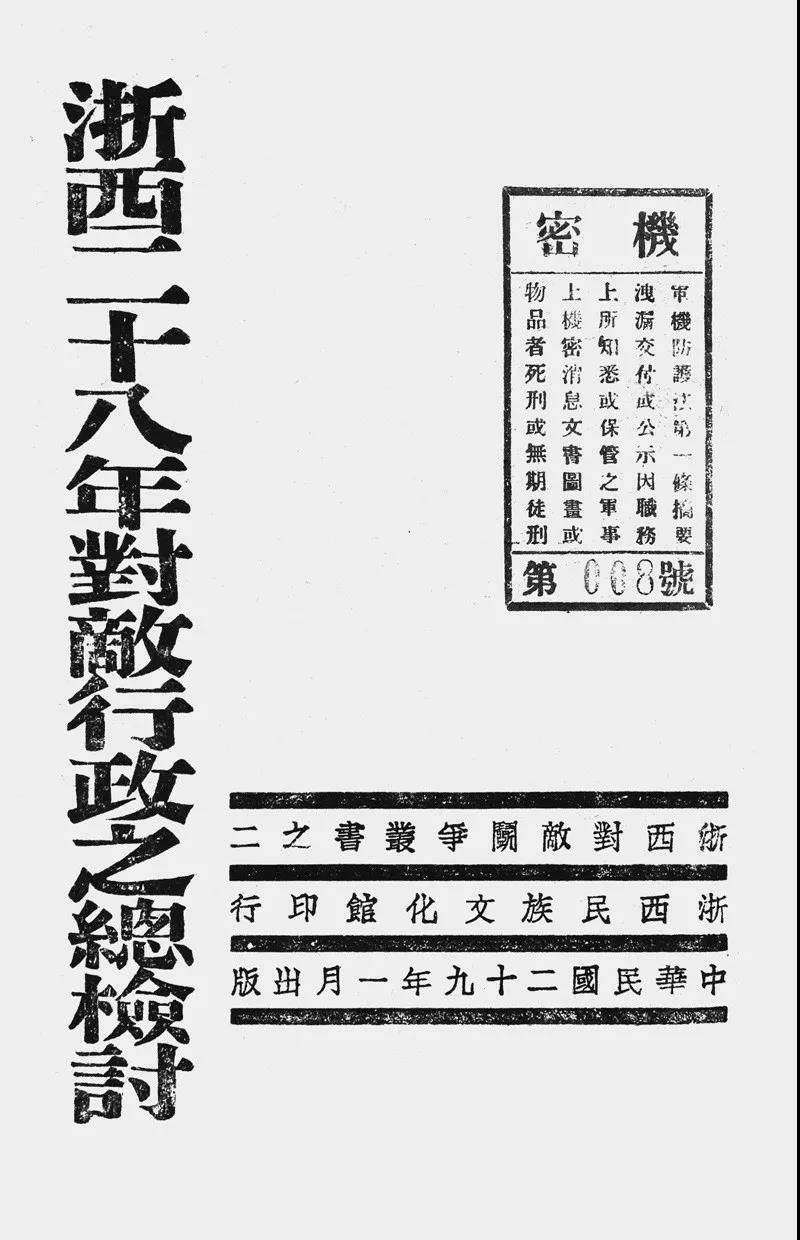 機密
軍機防護法第一條摘要
洩漏交付或公示因職務
上所知悉或保管之軍事
上機密消息文書圖畫或
物品者死刑或無期徒刑
第008號
浙西對敵鬭爭叢書之二
浙西民族文化館印行
中華民國二十九年一月出版
浙西二十八年對敵行政之總檢討